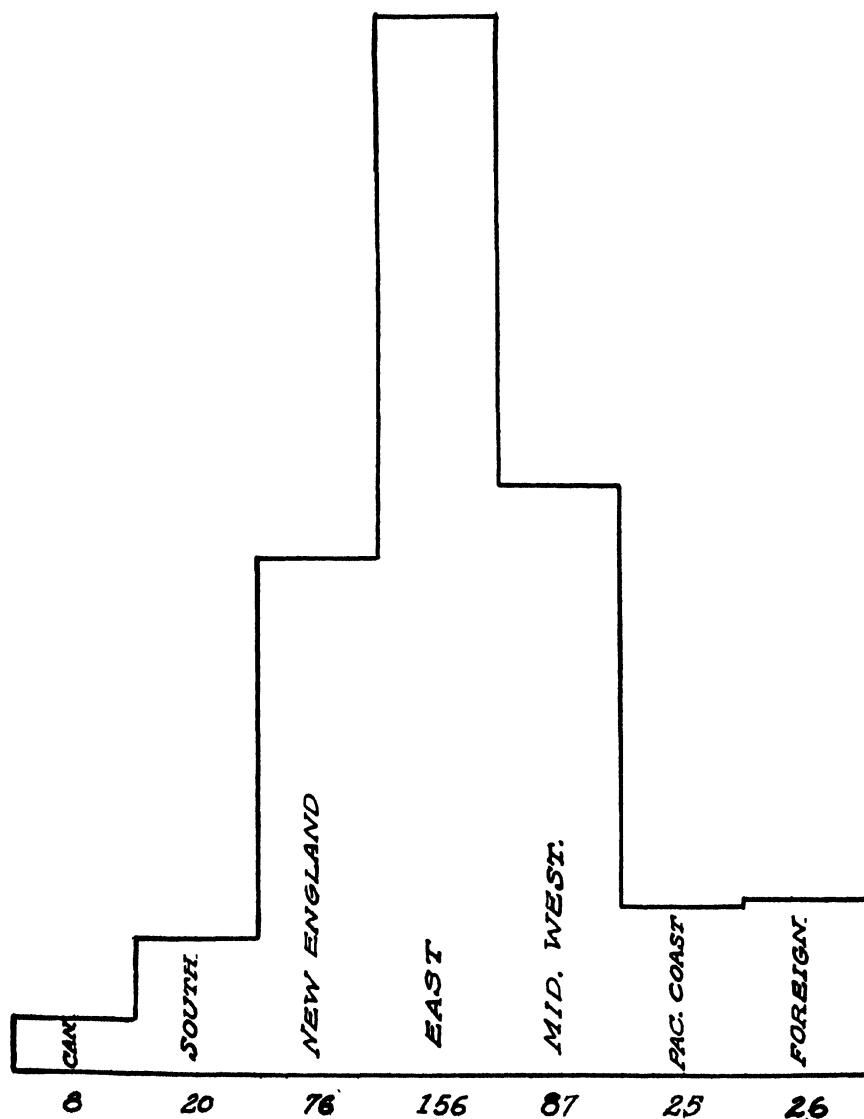 CAN.
SOUTH.
NEW ENGLAND
EAST
MID. WEST.
PAC. COAST
FOREIGN.
8 20 76 156 87 25 26